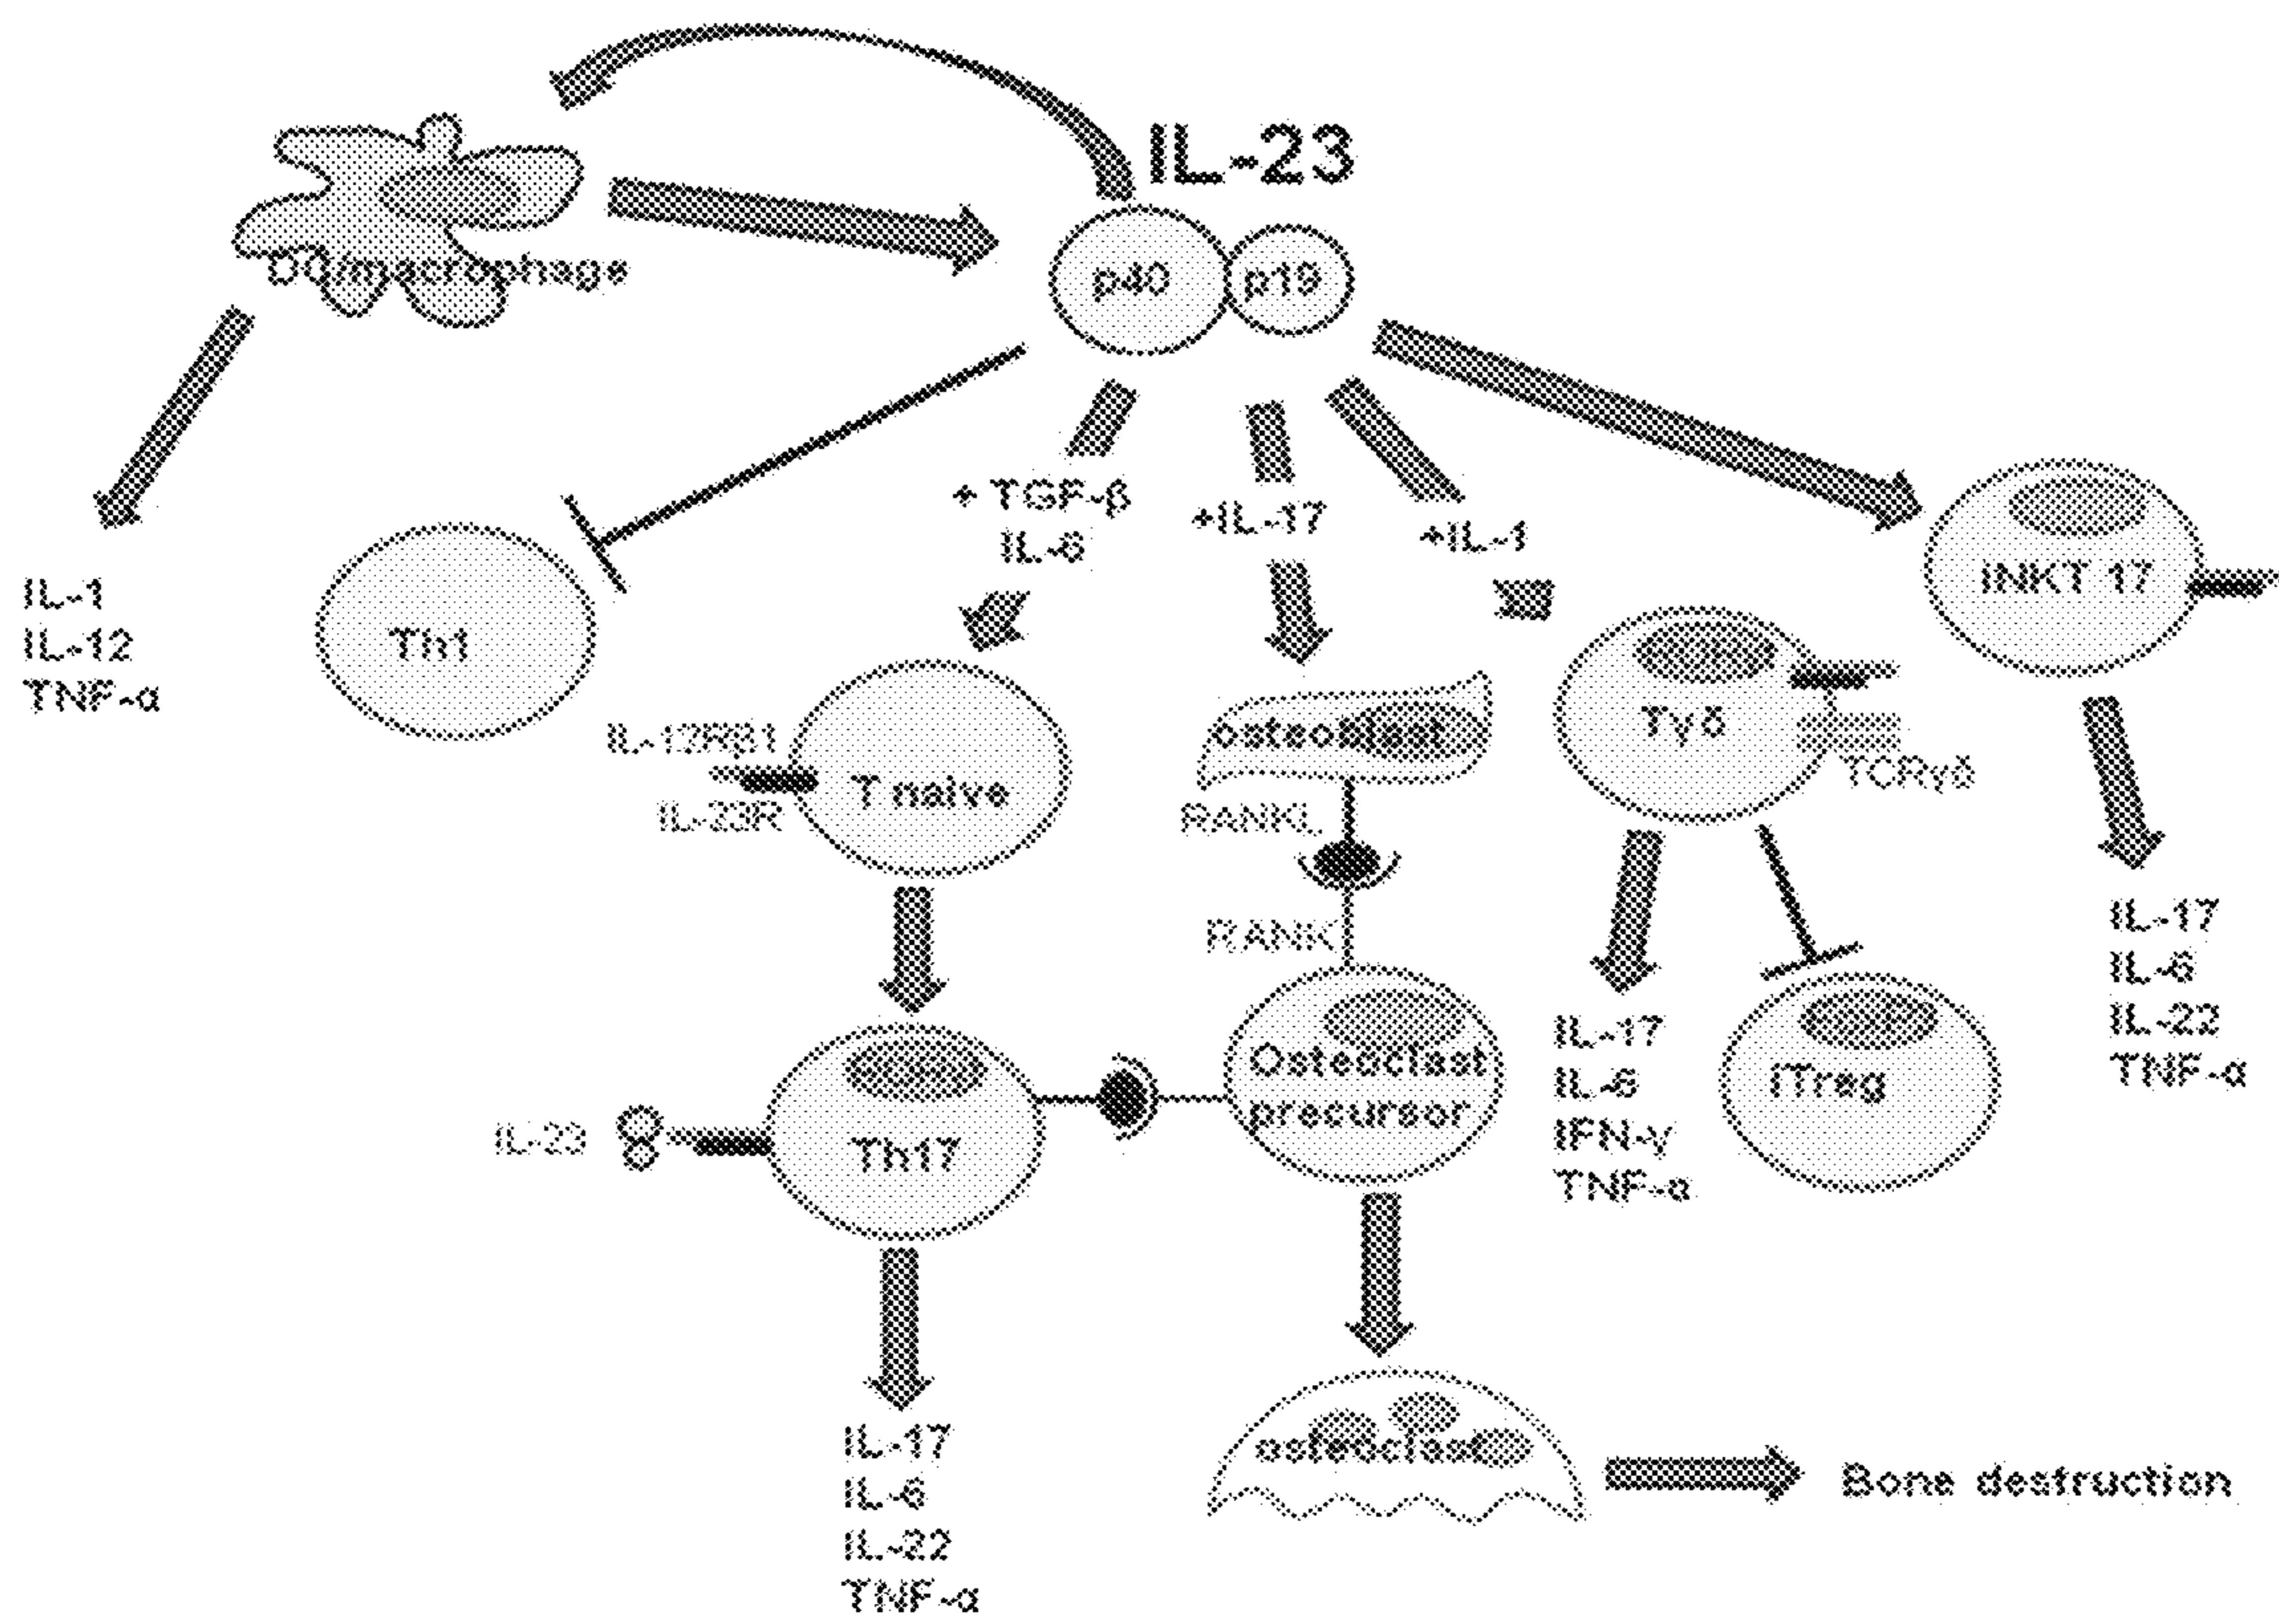 IL-23
p40
p19
DC/macrophage
+ TGF-β
IL-6
+IL-17
+IL-1
iNKT 17
IL-1
IL-12
TNF-α
Th1
IL-12Rβ1
IL-23R
T naive
osteoblast
RANKL
RANK
Tγδ
TCRγδ
IL-17
IL-6
IL-22
TNF-α
IL-17
IL-6
IFN-γ
TNF-α
iTreg
IL-23
Th17
Osteoclast
precursor
IL-17
IL-6
IL-22
TNF-α
osteoclast
Bone destruction